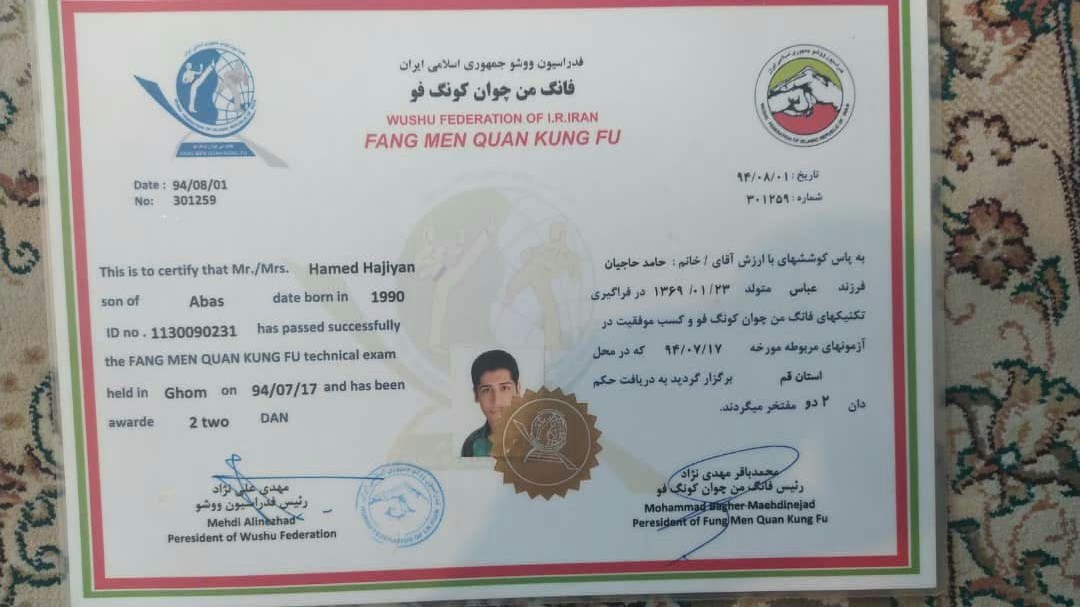 فدراسیون ووشو جمهوری اسلامی ایران
فانگ من چوان کونگ فو
WUSHU FEDERATION OF I.R.IRAN
FANG MEN QUAN KUNG FU
FANG MEN QUAN KUNG FU
Date : 94/08/01
No: 301259
تاریخ : ۹۴/۰۸/۰۱
شماره : ۳۰۱۲۵۹
This is to certify that Mr./Mrs. Hamed Hajiyan
son of Abas date born in 1990
ID no . 1130090231 has passed successfully
the FANG MEN QUAN KUNG FU technical exam
held in Ghom on 94/07/17 and has been
awarde 2 two DAN
به پاس کوششهای با ارزش آقای / خانم : حامد حاجیان
فرزند عباس متولد ۱۳۶۹/۰۱/۲۳ در فراگیری
تکنیکهای فانگ من چوان کونگ فو و کسب موفقیت در
آزمونهای مربوطه مورخه ۹۴/۰۷/۱۷ که در محل
استان قم برگزار گردید به دریافت حکم
دان ۲ دو مفتخر میگردند.
مهدی علی نژاد
رئیس فدراسیون ووشو
Mehdi Alinezhad
Peresident of Wushu Federation
محمدباقر مهدی نژاد
رئیس فانگ من چوان کونگ فو
Mohammad Bagher Maehdinejad
Peresident of Fung Men Quan Kung Fu